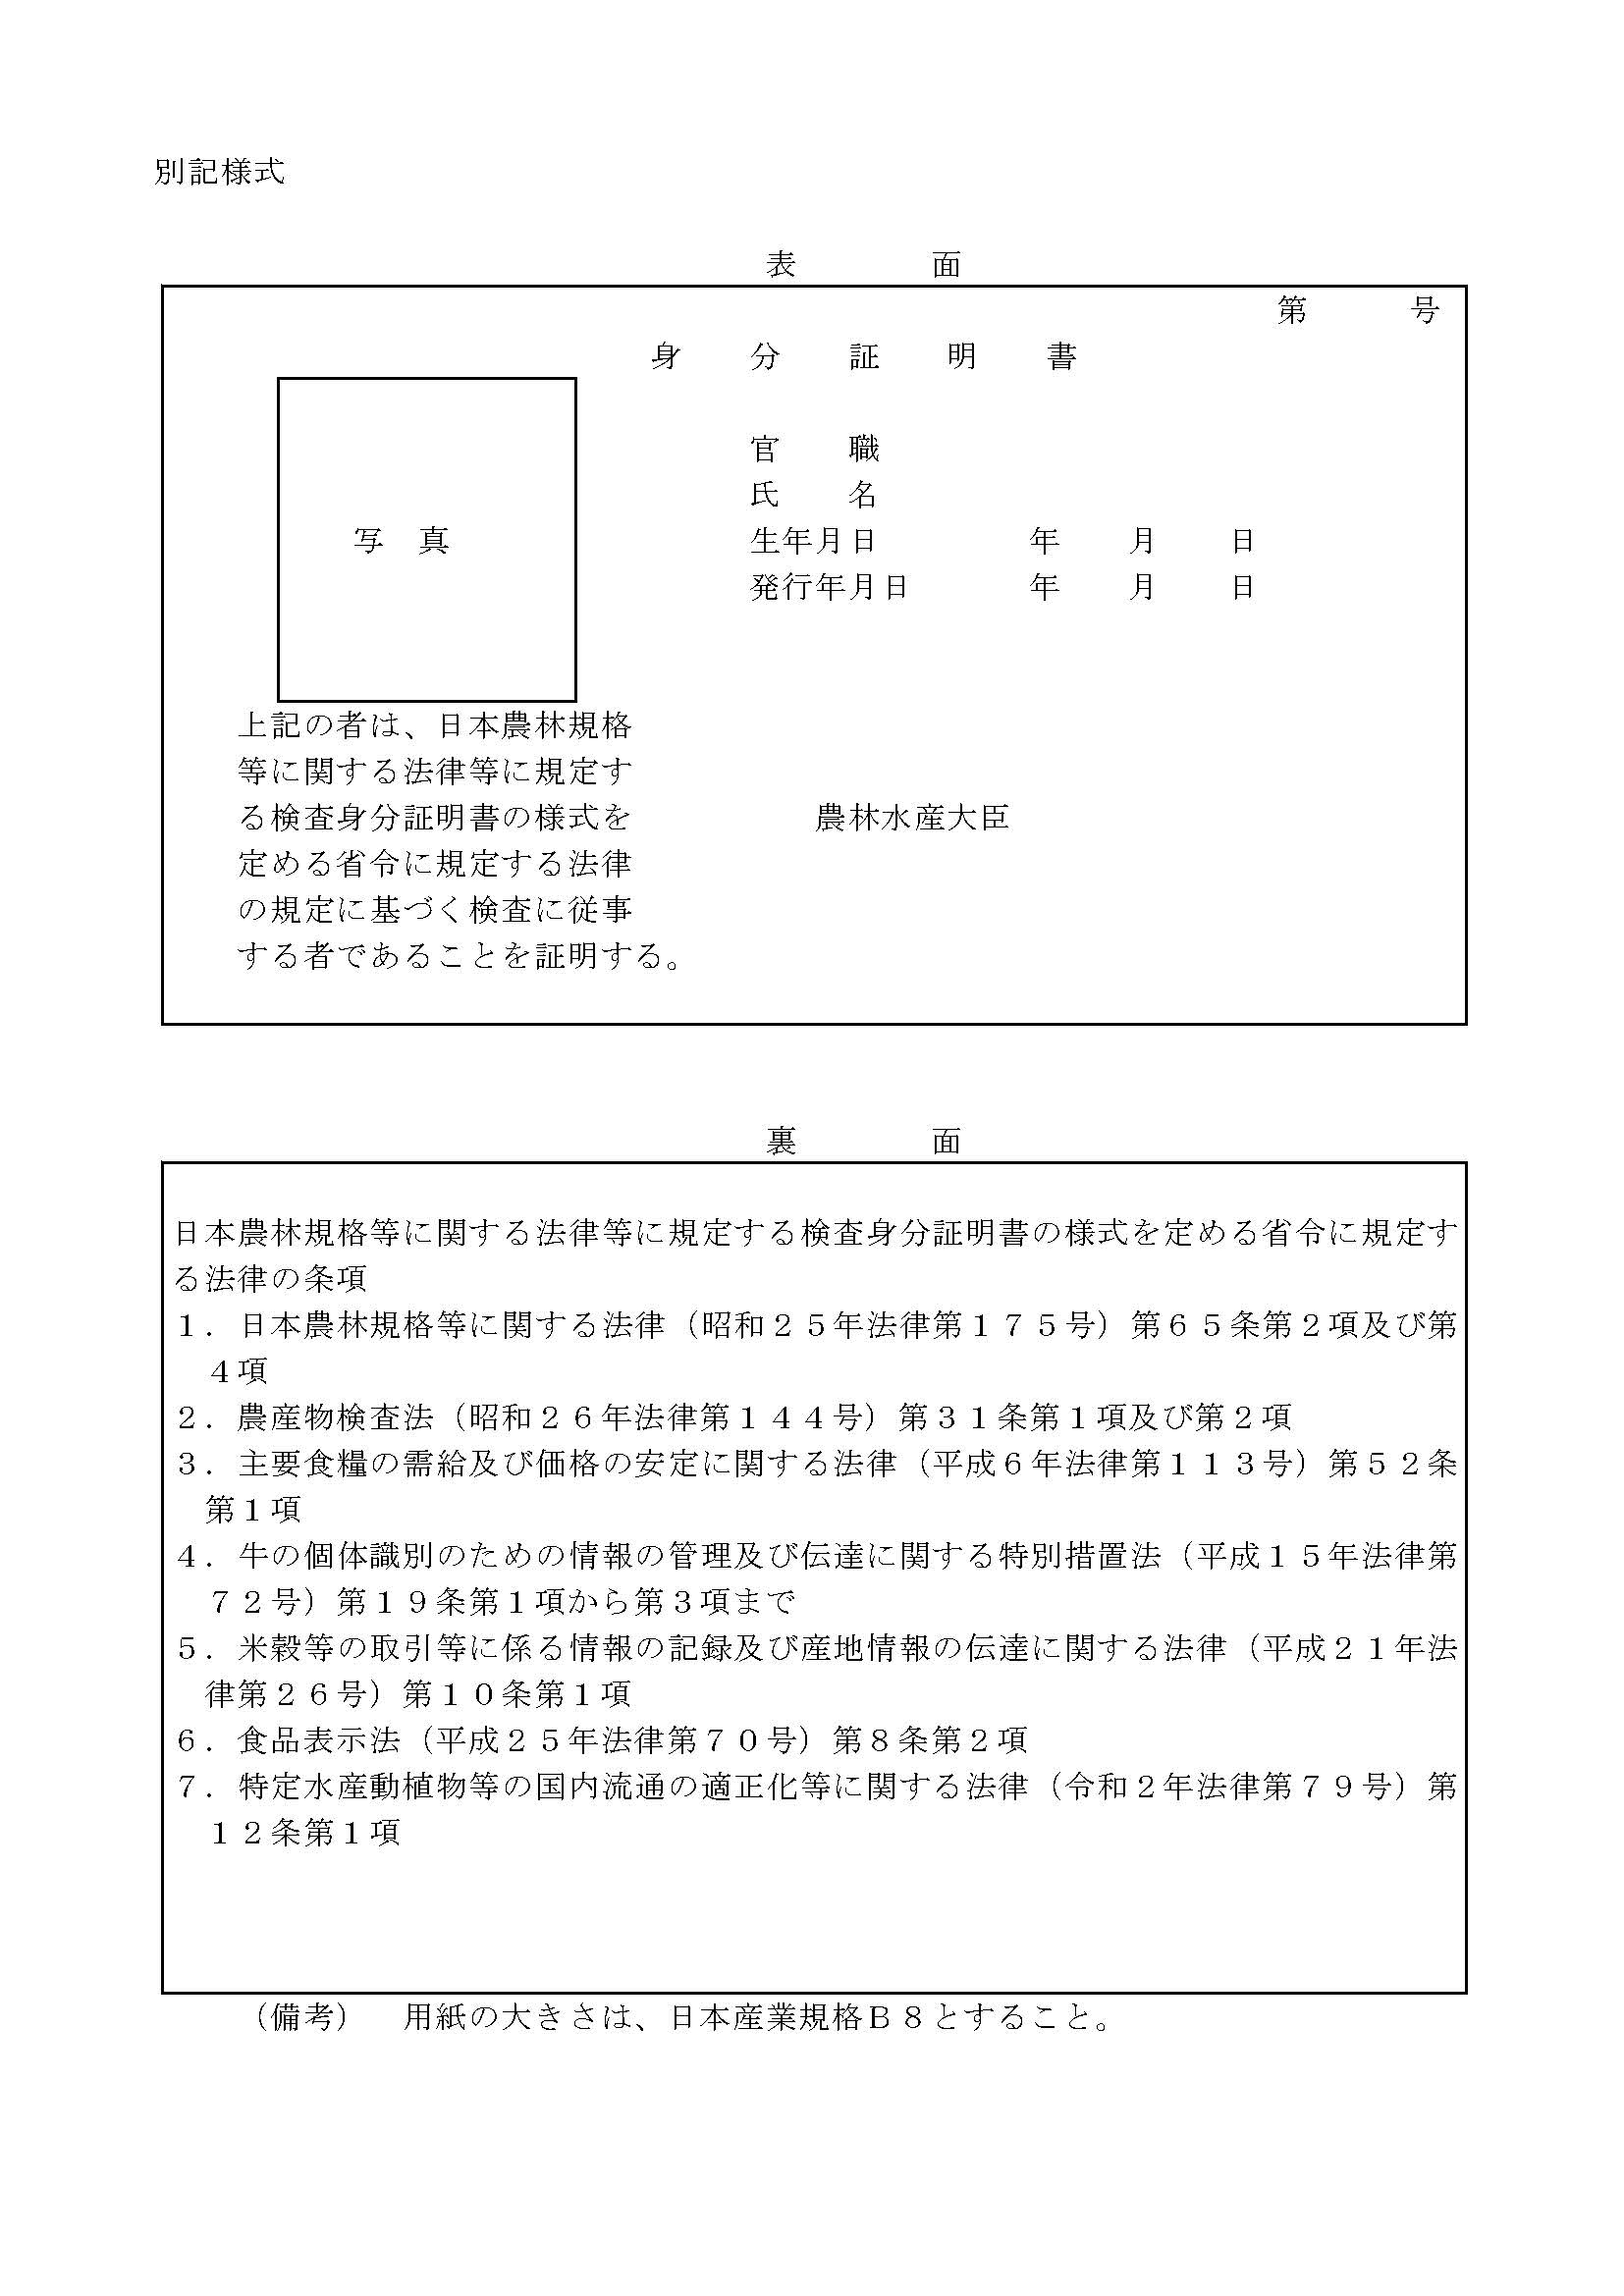 別記様式
表　　　　面
第　　　号
身　　分　　証　　明　　書
官　　職
氏　　名
写　真　　　生年月日　　　　　年　　月　　日
発行年月日　　　　年　　月　　日
上記の者は、日本農林規格
等に関する法律等に規定す
る検査身分証明書の様式を　　　　　農林水産大臣
定める省令に規定する法律
の規定に基づく検査に従事
する者であることを証明する。
裏　　　　面
日本農林規格等に関する法律等に規定する検査身分証明書の様式を定める省令に規定す
る法律の条項
１．日本農林規格等に関する法律（昭和２５年法律第１７５号）第６５条第２項及び第
４項
２．農産物検査法（昭和２６年法律第１４４号）第３１条第１項及び第２項
３．主要食糧の需給及び価格の安定に関する法律（平成６年法律第１１３号）第５２条
第１項
４．牛の個体識別のための情報の管理及び伝達に関する特別措置法（平成１５年法律第
７２号）第１９条第１項から第３項まで
５．米穀等の取引等に係る情報の記録及び産地情報の伝達に関する法律（平成２１年法
律第２６号）第１０条第１項
６．食品表示法（平成２５年法律第７０号）第８条第２項
７．特定水産動植物等の国内流通の適正化等に関する法律（令和２年法律第７９号）第
１２条第１項
（備考）　用紙の大きさは、日本産業規格Ｂ８とすること。